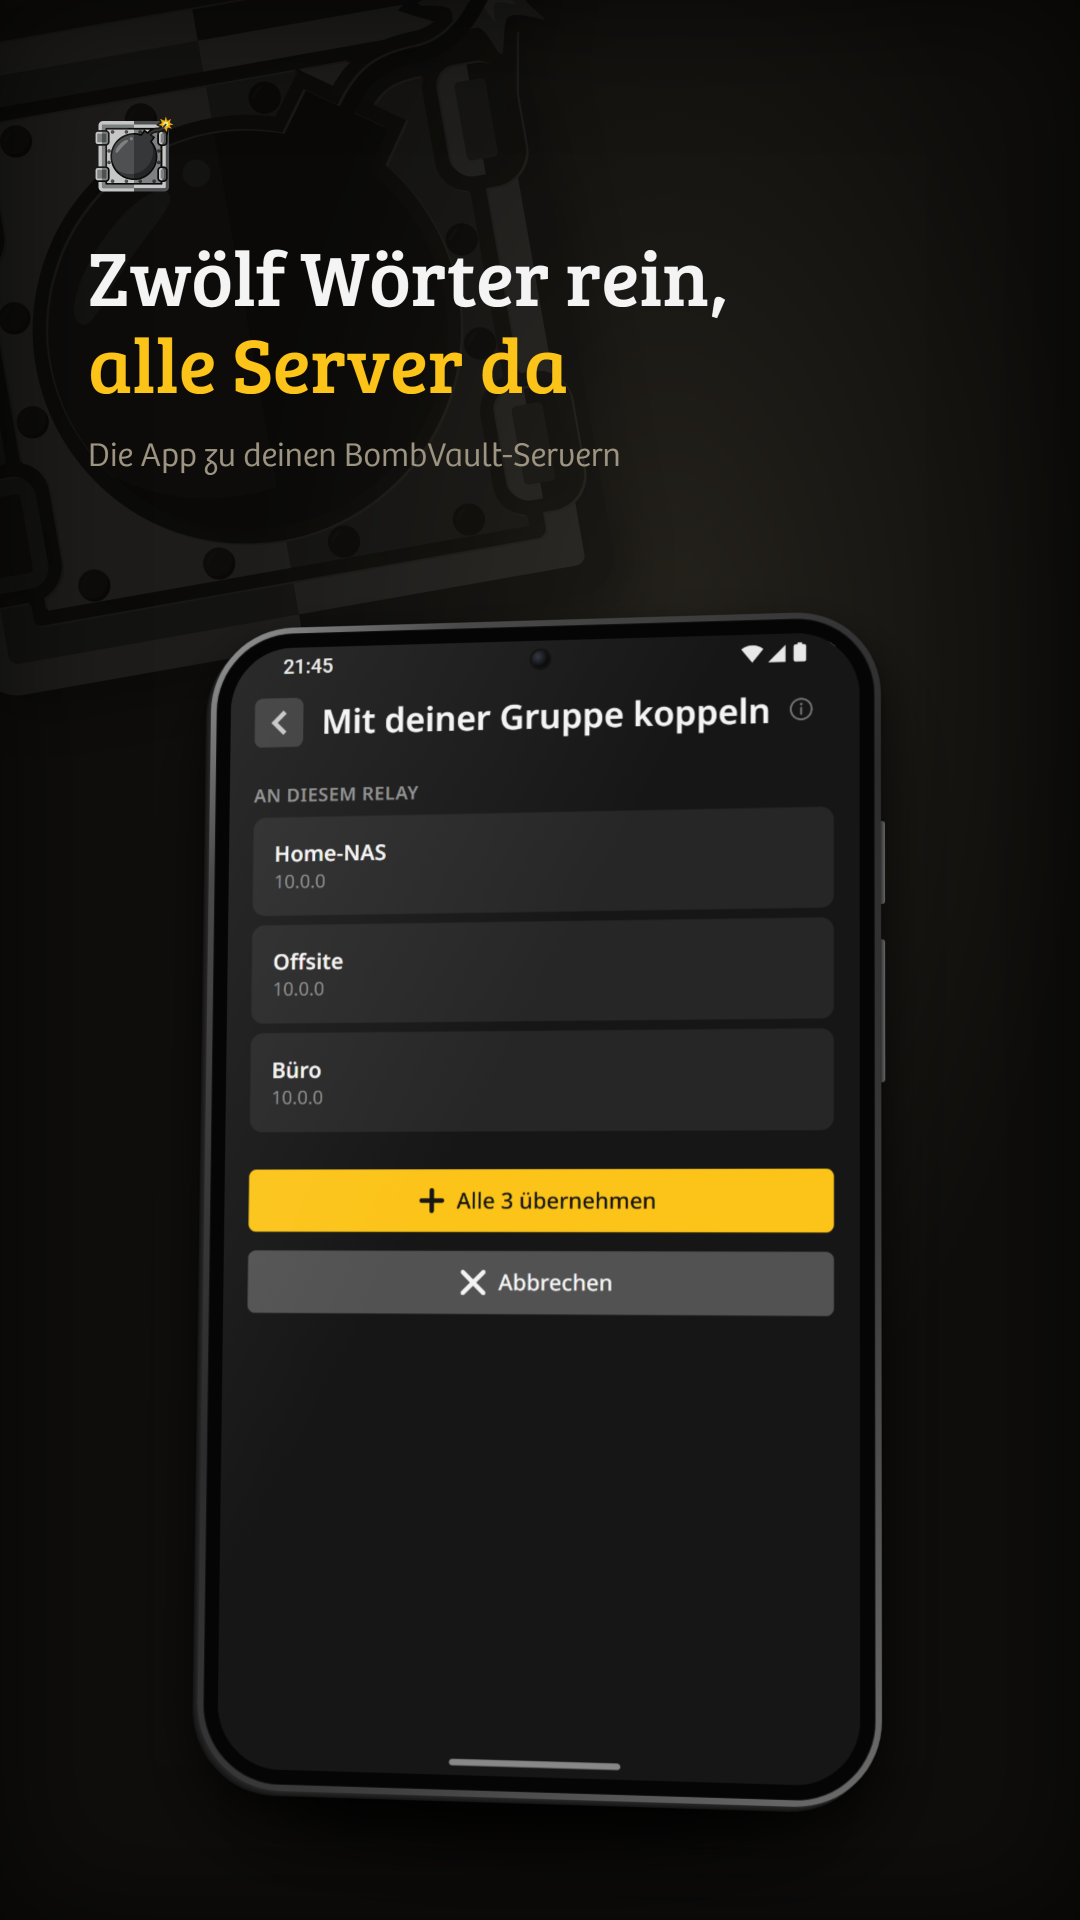 Zwölf Wörter rein,
alle Server da
Die App zu deinen BombVault-Servern
21:45
Mit deiner Gruppe koppeln
AN DIESEM RELAY
Home-NAS
10.0.0
Offsite
10.0.0
Büro
10.0.0
Alle 3 übernehmen
Abbrechen